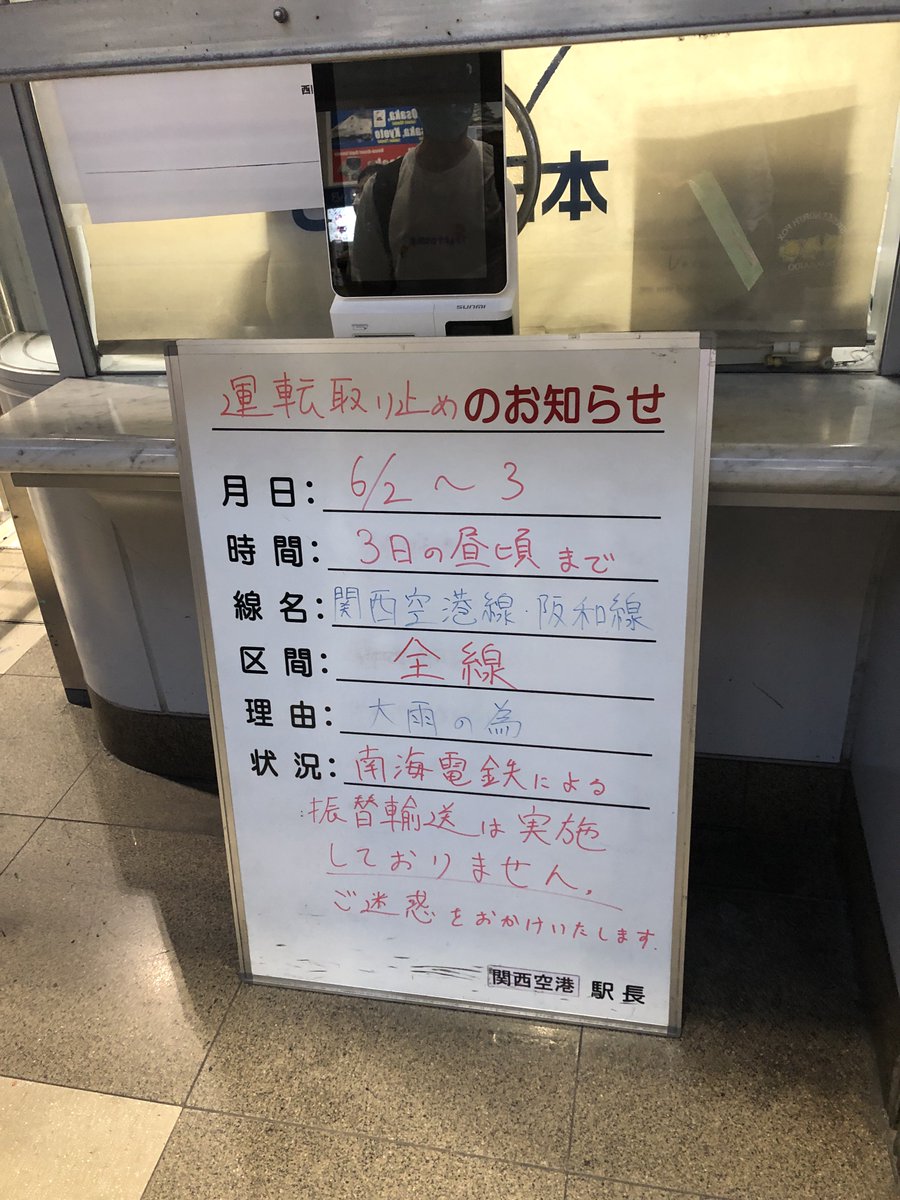 本
SUNMI
運転取り止めのお知らせ
月日: 6/2 ～ 3
時間: 3日の昼頃まで
線名: 関西空港線・阪和線
区間: 全線
理由: 大雨の為
状況: 南海電鉄による
振替輸送は実施
しておりません。
ご迷惑をおかけいたします.
関西空港 駅長